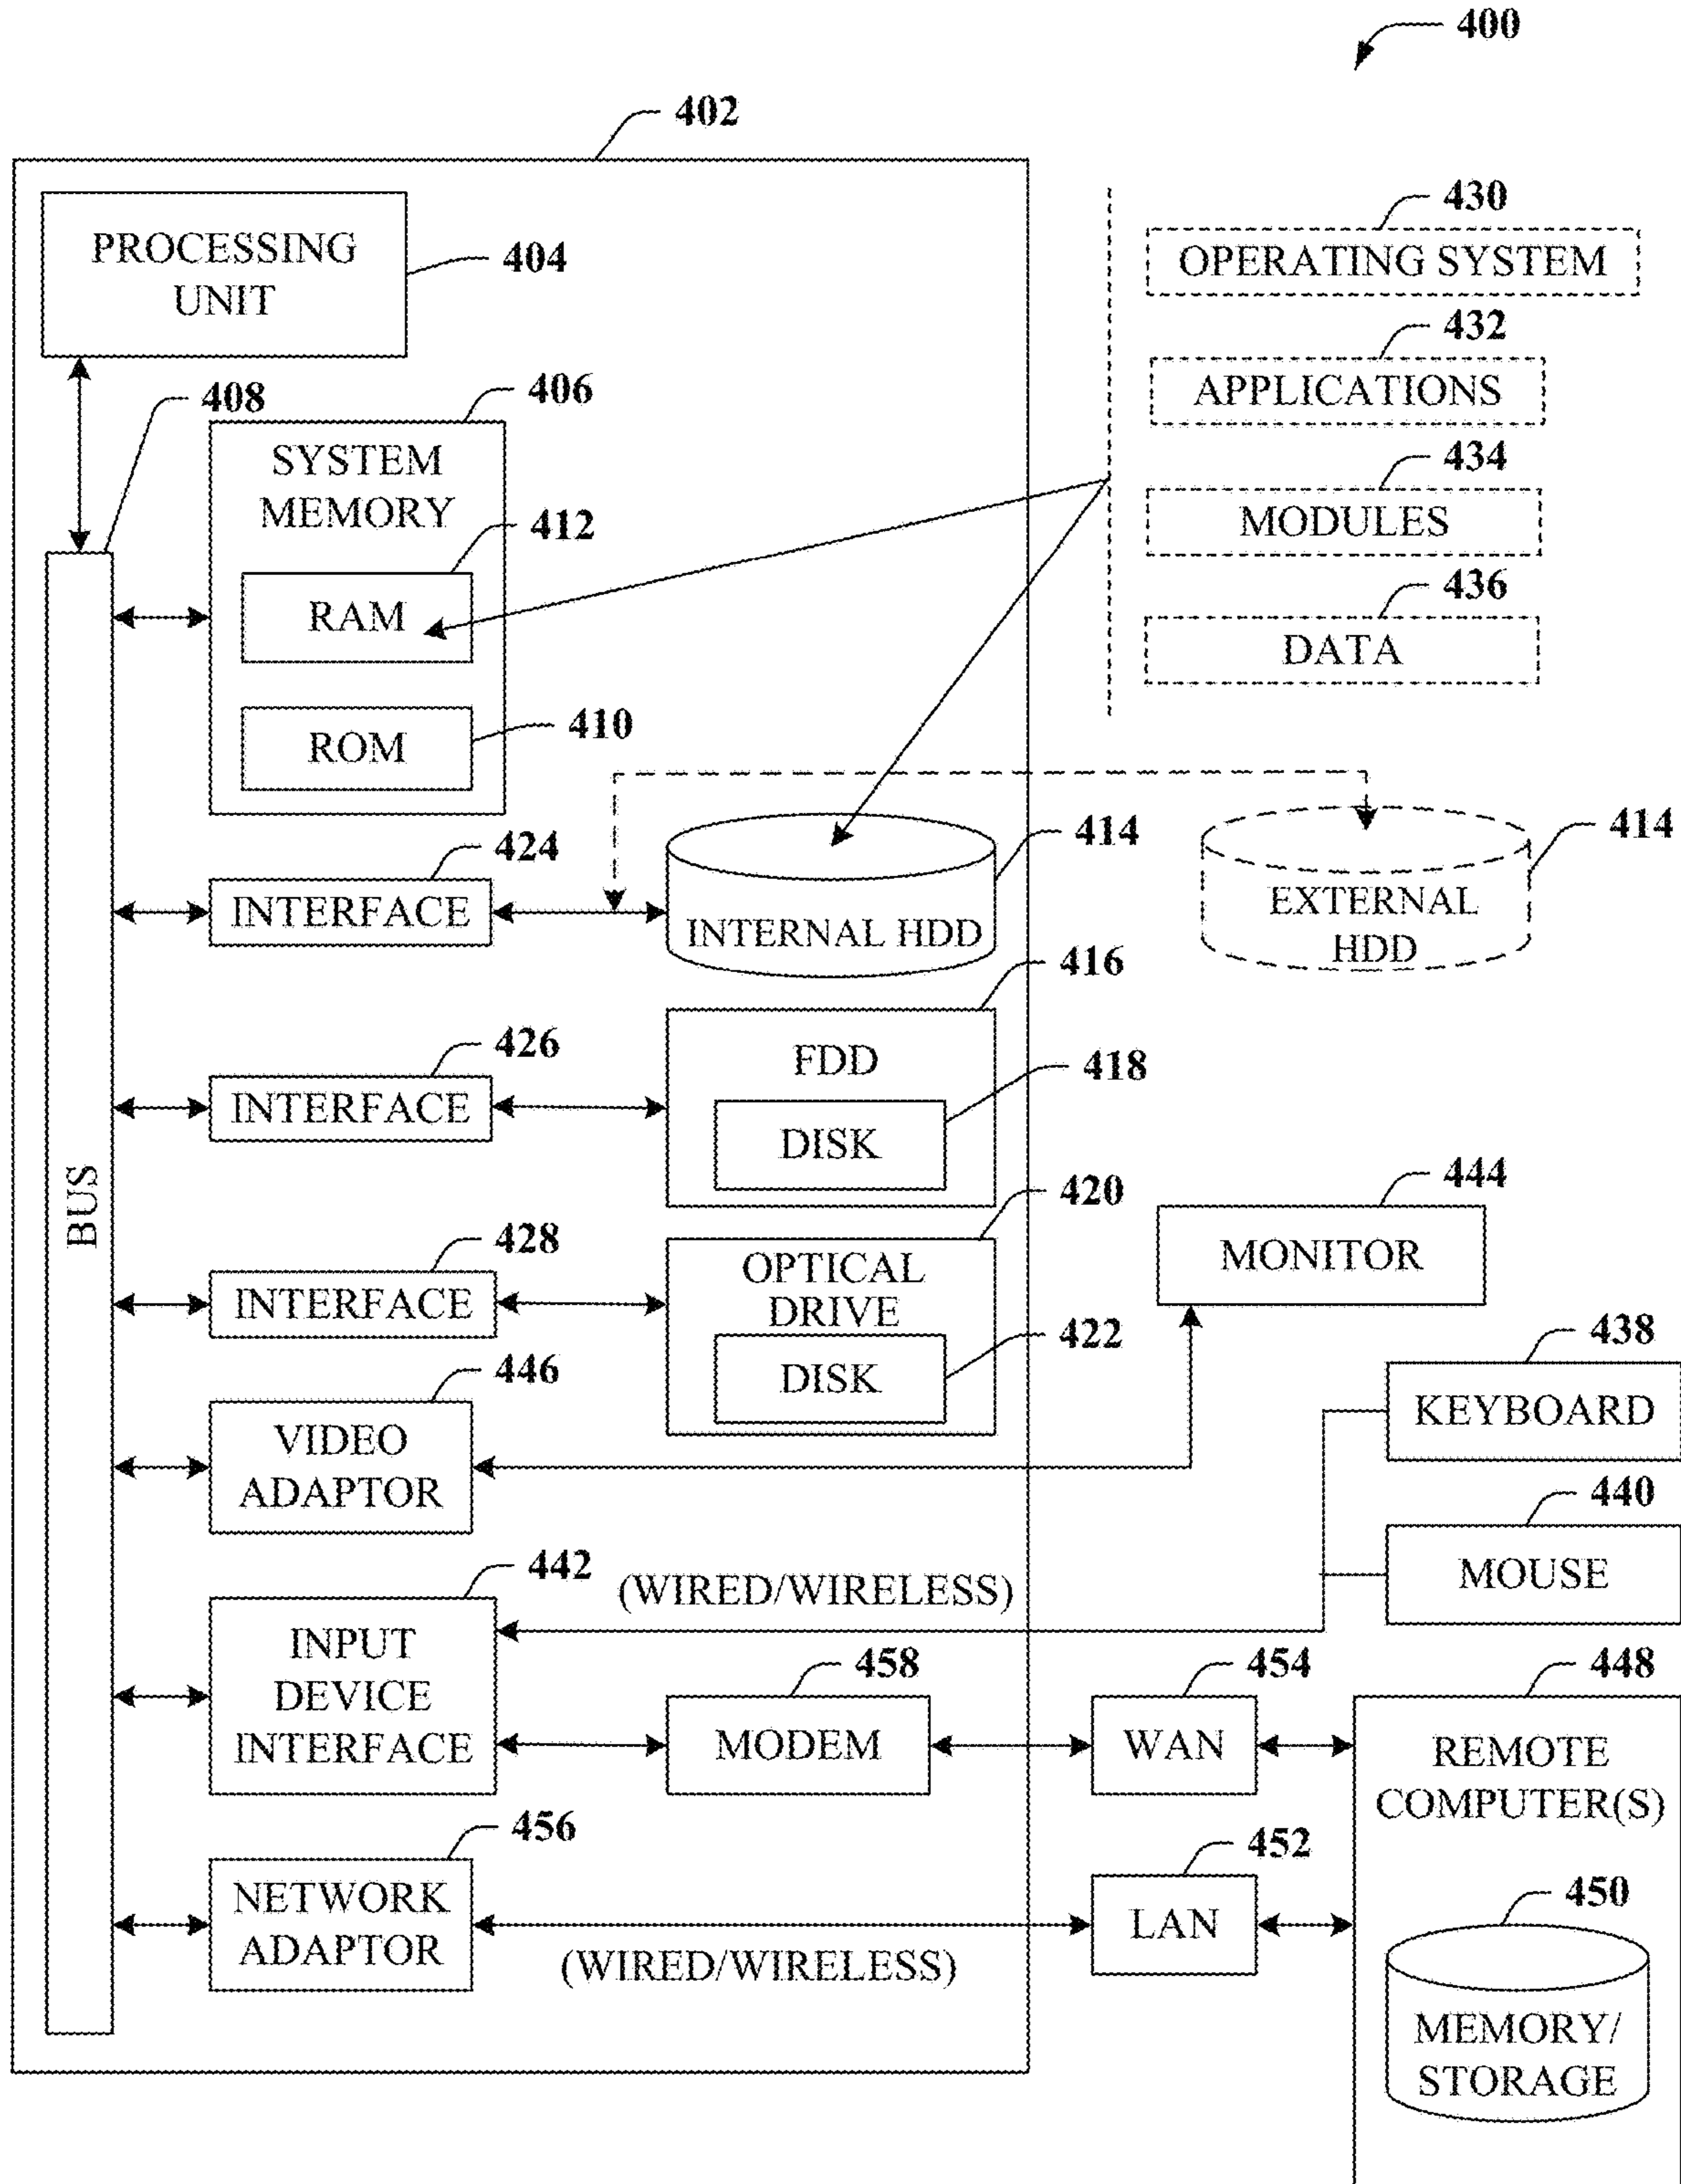 400
402
PROCESSING
UNIT
404
408
406
SYSTEM
MEMORY
412
RAM
410
ROM
430
OPERATING SYSTEM
432
APPLICATIONS
434
MODULES
436
DATA
424
INTERFACE
414
INTERNAL HDD
414
EXTERNAL
HDD
416
426
INTERFACE
FDD
418
DISK
BUS
420
428
INTERFACE
OPTICAL
DRIVE
422
DISK
444
MONITOR
438
KEYBOARD
446
VIDEO
ADAPTOR
440
MOUSE
442
(WIRED/WIRELESS)
INPUT
DEVICE
INTERFACE
458
MODEM
454
WAN
448
REMOTE
COMPUTER(S)
456
NETWORK
ADAPTOR
(WIRED/WIRELESS)
452
LAN
450
MEMORY/
STORAGE